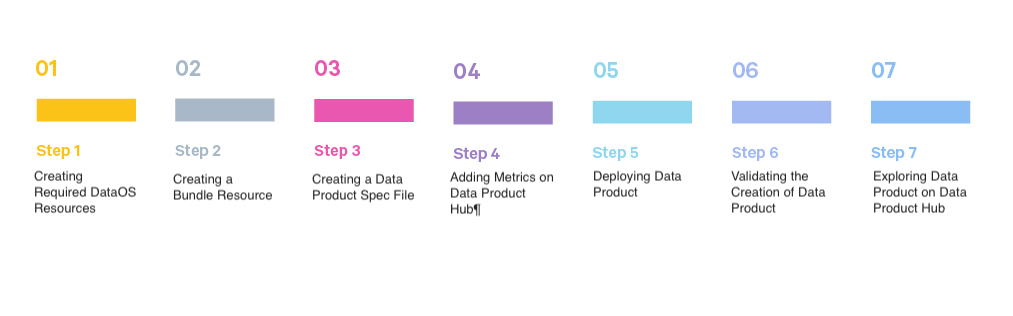 01
Step 1
Creating
Required DataOS
Resources
02
Step 2
Creating a
Bundle Resource
03
Step 3
Creating a Data
Product Spec File
04
Step 4
Adding Metrics on
Data Product
Hub¶
05
Step 5
Deploying Data
Product
06
Step 6
Validating the
Creation of Data
Product
07
Step 7
Exploring Data
Product on Data
Product Hub